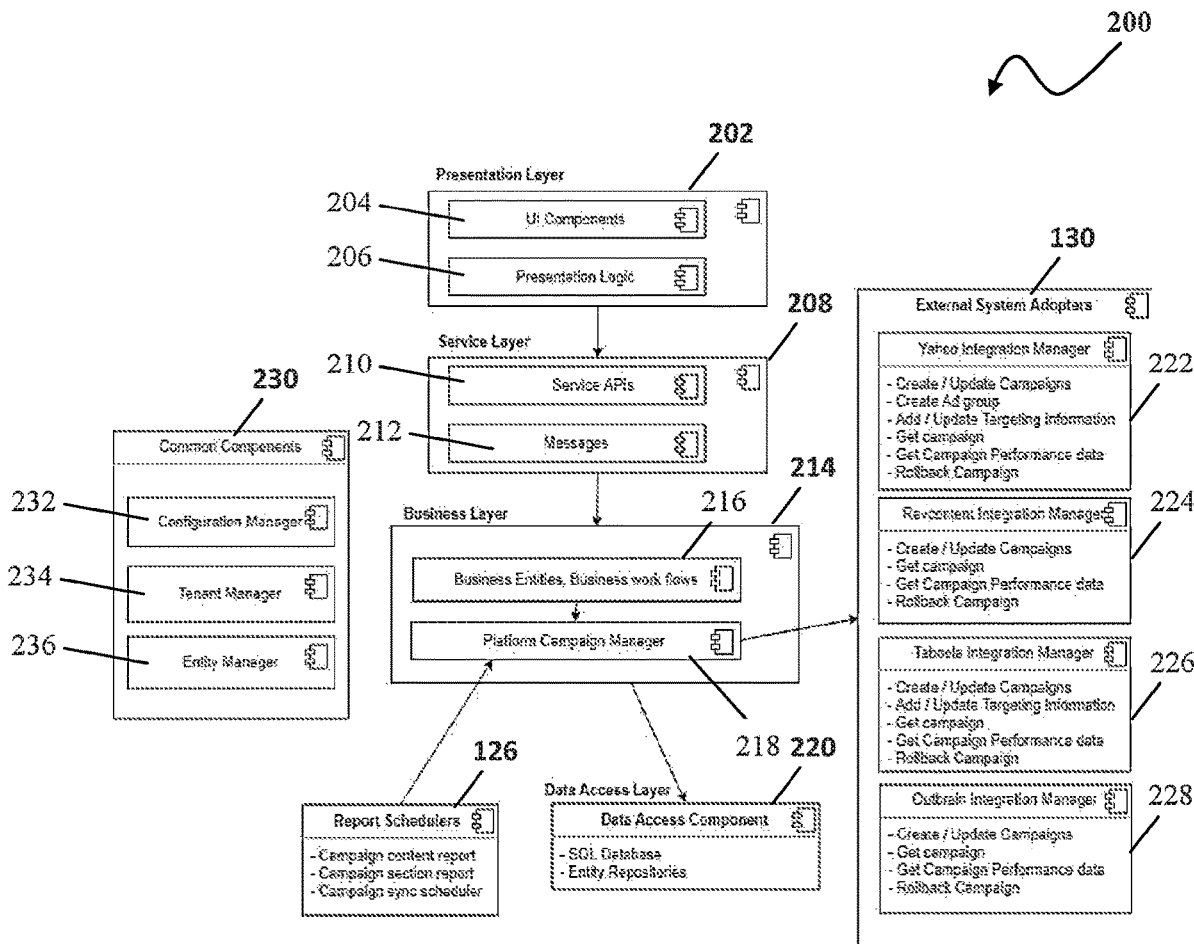 200
202
Presentation Layer
204
UI Components
206
Presentation Logic
208
Service Layer
210
Service APIs
212
Messages
214
Business Layer
216
Business Entities, Business work flows
Platform Campaign Manager
218
220
Data Access Layer
Data Access Component
- SQL Database
- Entity Repositories
126
Report Schedulers
- Campaign content report
- Campaign section report
- Campaign sync scheduler
230
Common Components
232
Configuration Manager
234
Tenant Manager
236
Entity Manager
130
External System Adopters
Yahoo Integration Manager
222
- Create / Update Campaigns
- Create Ad group
- Add / Update Targeting Information
- Get campaign
- Get Campaign Performance data
- Rollback Campaign
Revcontent Integration Manager
224
- Create / Update Campaigns
- Get campaign
- Get Campaign Performance data
- Rollback Campaign
Taboola Integration Manager
226
- Create / Update Campaigns
- Add / Update Targeting Information
- Get campaign
- Get Campaign Performance data
- Rollback Campaign
Outbrain Integration Manager
228
- Create / Update Campaigns
- Get campaign
- Get Campaign Performance data
- Rollback Campaign